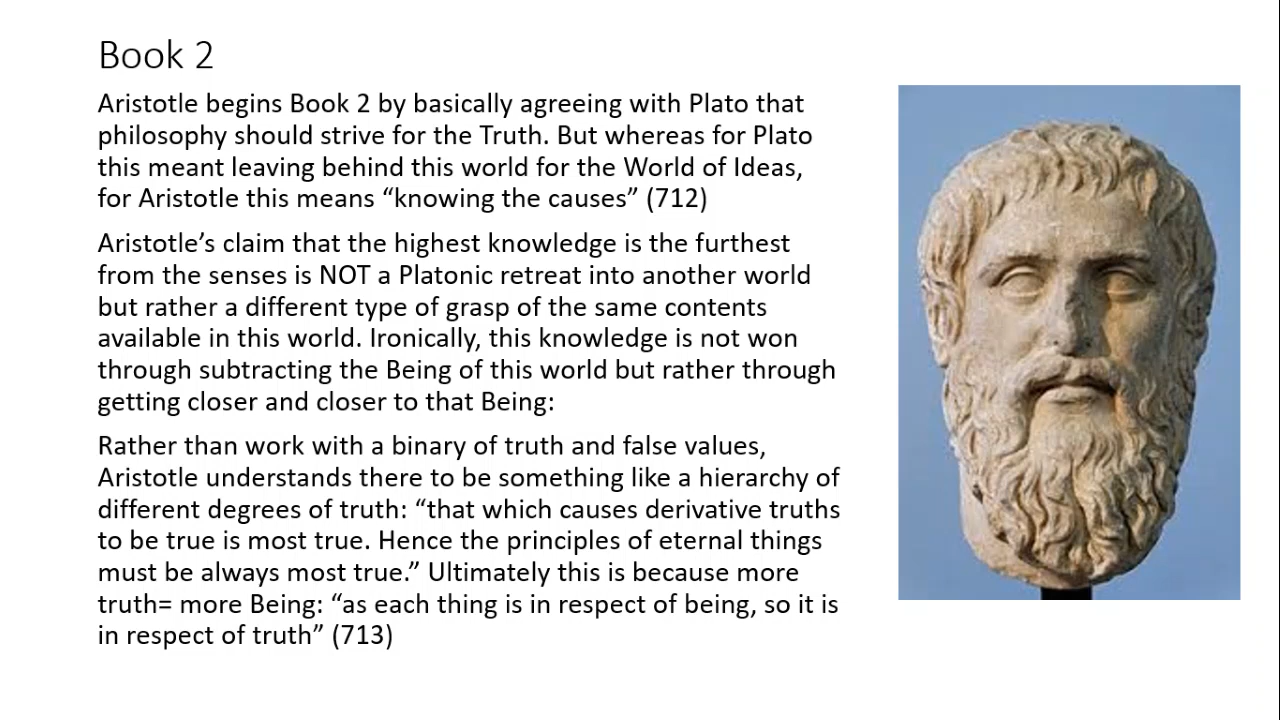 Book 2
Aristotle begins Book 2 by basically agreeing with Plato that
philosophy should strive for the Truth. But whereas for Plato
this meant leaving behind this world for the World of Ideas,
for Aristotle this means “knowing the causes” (712)
Aristotle’s claim that the highest knowledge is the furthest
from the senses is NOT a Platonic retreat into another world
but rather a different type of grasp of the same contents
available in this world. Ironically, this knowledge is not won
through subtracting the Being of this world but rather through
getting closer and closer to that Being:
Rather than work with a binary of truth and false values,
Aristotle understands there to be something like a hierarchy of
different degrees of truth: “that which causes derivative truths
to be true is most true. Hence the principles of eternal things
must be always most true.” Ultimately this is because more
truth= more Being: “as each thing is in respect of being, so it is
in respect of truth” (713)